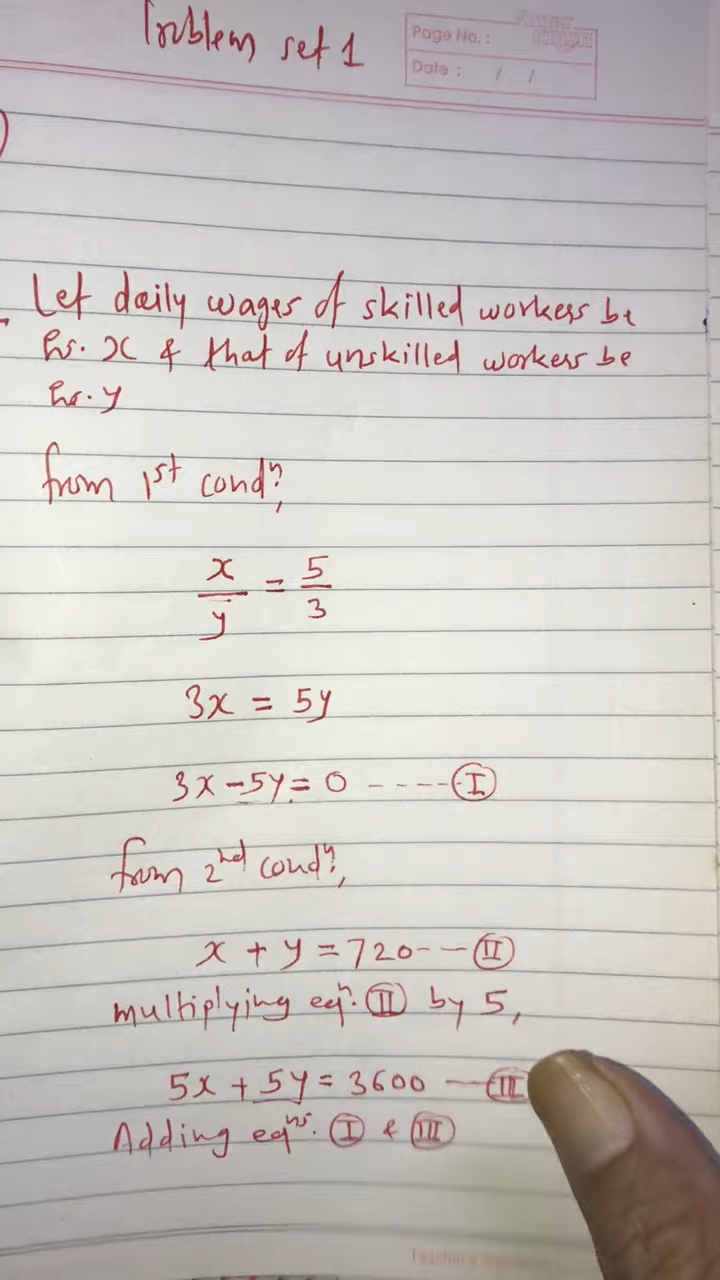 Problem set 1
Page No. :
Date : / /
)
Let daily wages of skilled workers be
Rs. x & that of unskilled workers be
Rs. y
from 1st condn,
x/y = 5/3
3x = 5y
3x - 5y = 0 ---- (I)
from 2nd condn,
x + y = 720 -- (II)
multiplying eqn. (II) by 5,
5x + 5y = 3600 -- (III)
Adding eqns. (I) & (III)